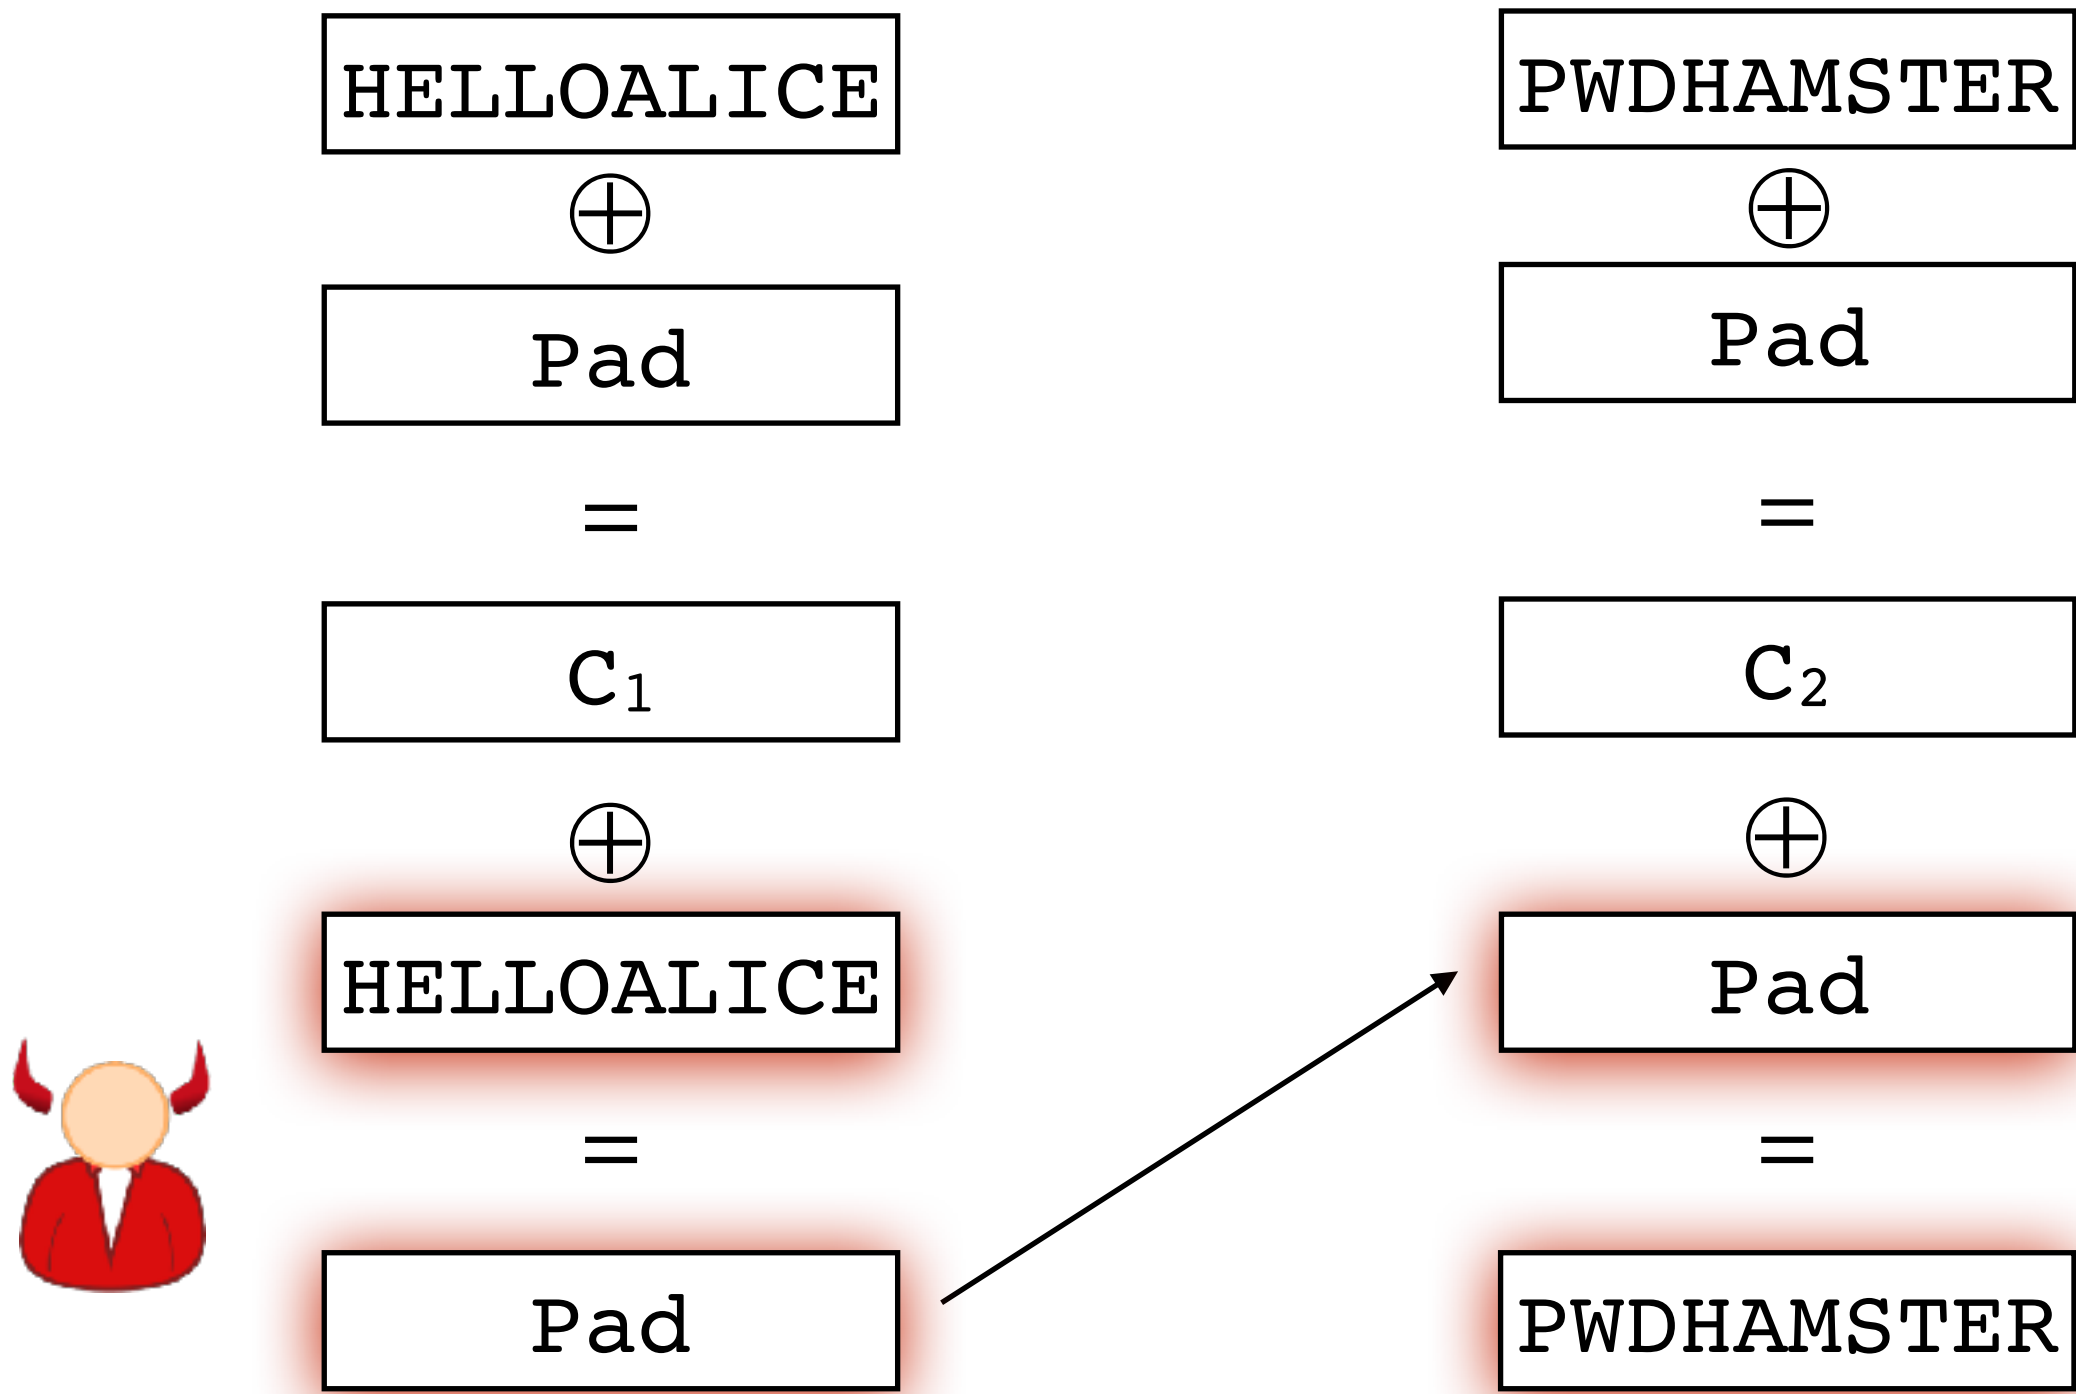 HELLOALICE
⊕
Pad
=
C₁
⊕
HELLOALICE
=
Pad
PWDHAMSTER
⊕
Pad
=
C₂
⊕
Pad
=
PWDHAMSTER